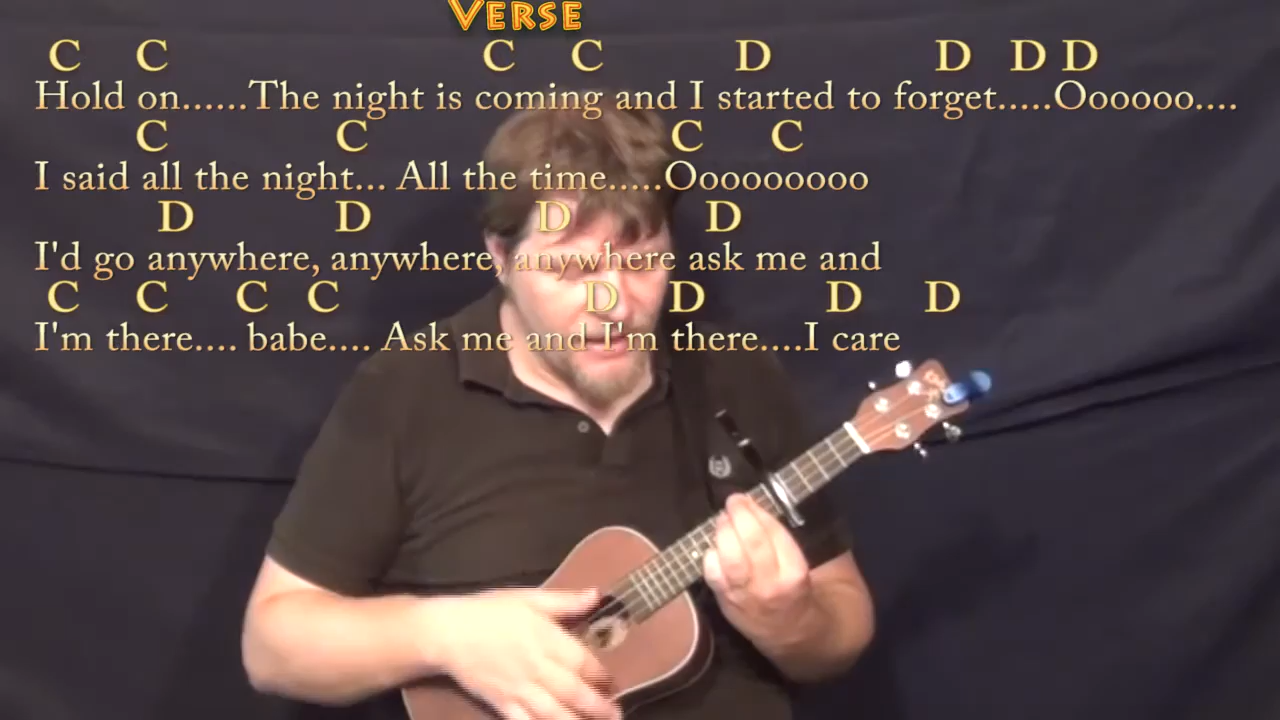 VERSE
C C C C D D D D
Hold on......The night is coming and I started to forget.....Oooooo....
C C C C
I said all the night... All the time.....Ooooooooo
D D D D
I'd go anywhere, anywhere, anywhere ask me and
C C C C D D D D
I'm there.... babe.... Ask me and I'm there....I care